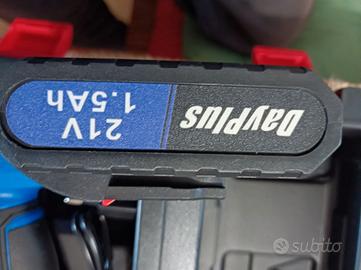 DayPlus
21V
1.5Ah
subito